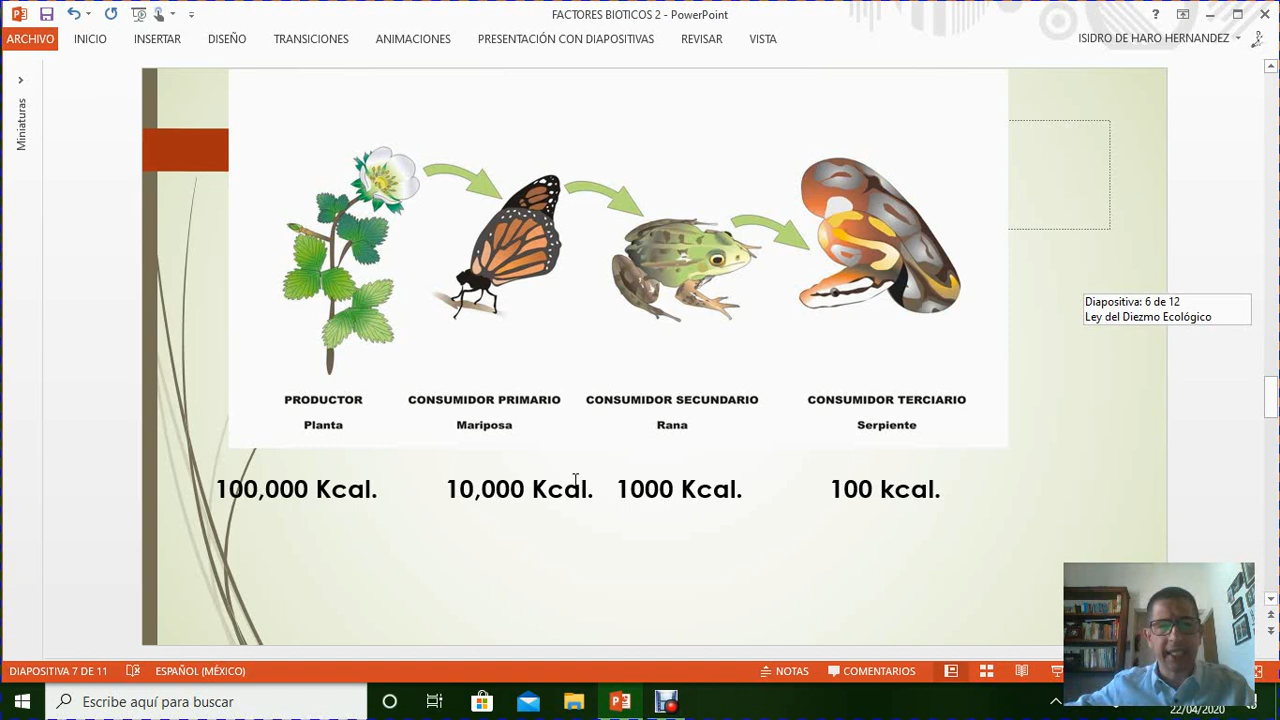 FACTORES BIOTICOS 2 - PowerPoint
ARCHIVO INICIO INSERTAR DISEÑO TRANSICIONES ANIMACIONES PRESENTACIÓN CON DIAPOSITIVAS REVISAR VISTA ISIDRO DE HARO HERNANDEZ
Miniaturas
Diapositiva: 6 de 12
Ley del Diezmo Ecológico
PRODUCTOR CONSUMIDOR PRIMARIO CONSUMIDOR SECUNDARIO CONSUMIDOR TERCIARIO
Planta Mariposa Rana Serpiente
100,000 Kcal. 10,000 Kcal. 1000 Kcal. 100 kcal.
DIAPOSITIVA 7 DE 11 ESPAÑOL (MÉXICO) NOTAS COMENTARIOS
Escribe aquí para buscar
22/04/2020